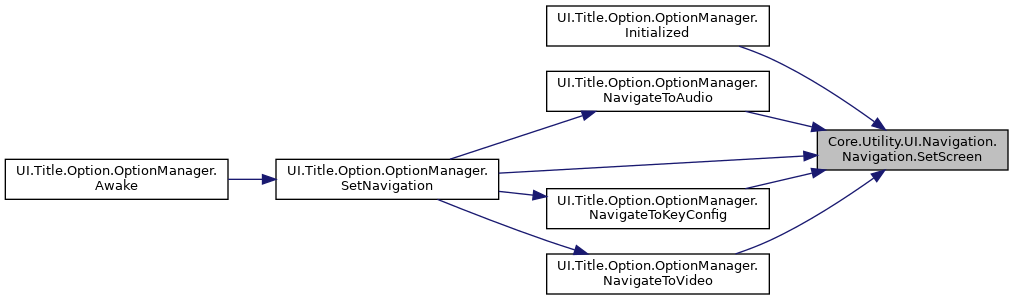 UI.Title.Option.OptionManager.
Initialized
UI.Title.Option.OptionManager.
NavigateToAudio
Core.Utility.UI.Navigation.
Navigation.SetScreen
UI.Title.Option.OptionManager.
Awake
UI.Title.Option.OptionManager.
SetNavigation
UI.Title.Option.OptionManager.
NavigateToKeyConfig
UI.Title.Option.OptionManager.
NavigateToVideo